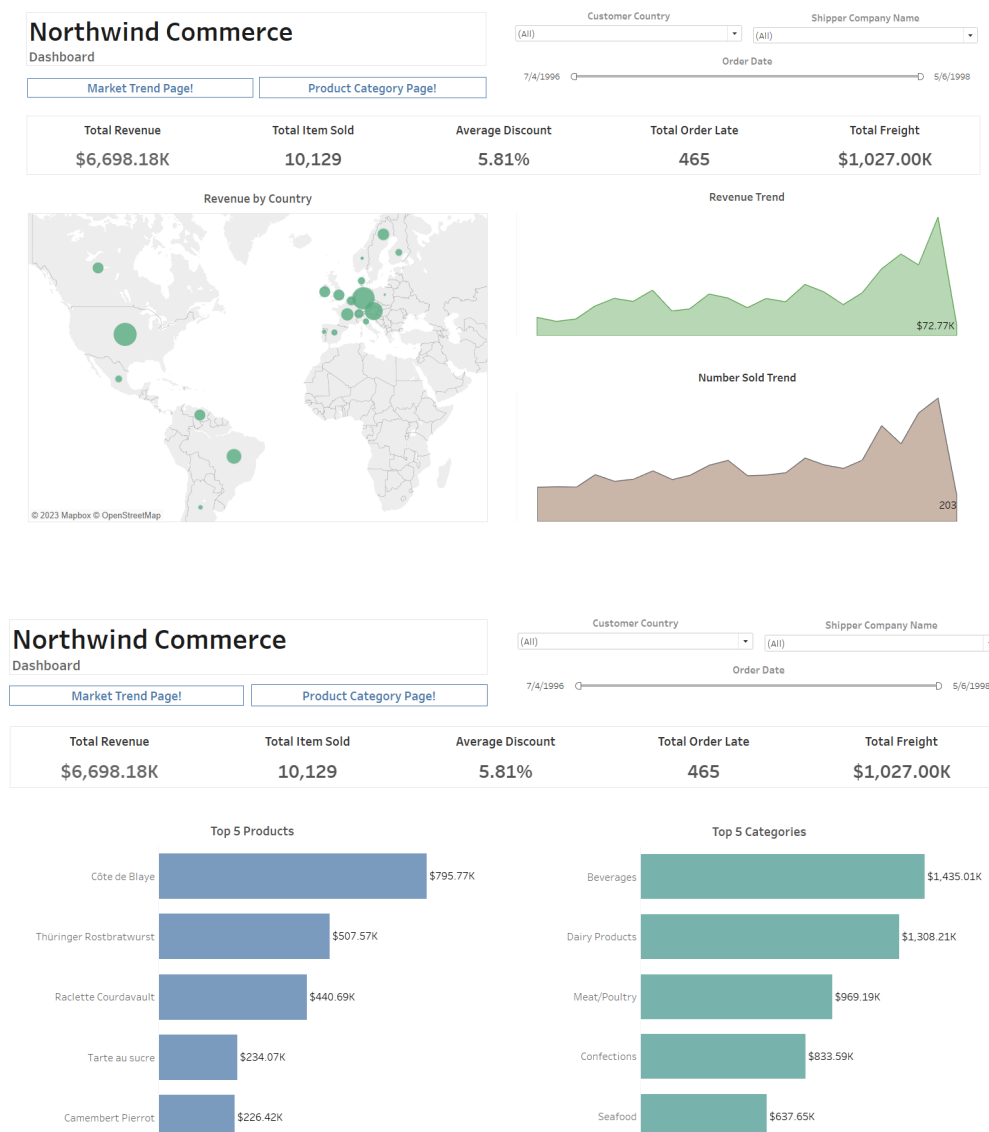 Northwind Commerce
Dashboard
Market Trend Page!
Product Category Page!
Customer Country
(All)
Shipper Company Name
(All)
Order Date
7/4/1996
5/6/1998
Total Revenue
$6,698.18K
Total Item Sold
10,129
Average Discount
5.81%
Total Order Late
465
Total Freight
$1,027.00K
Revenue by Country
© 2023 Mapbox © OpenStreetMap
Revenue Trend
$72.77K
Number Sold Trend
203
Northwind Commerce
Dashboard
Market Trend Page!
Product Category Page!
Customer Country
(All)
Shipper Company Name
(All)
Order Date
7/4/1996
5/6/1998
Total Revenue
$6,698.18K
Total Item Sold
10,129
Average Discount
5.81%
Total Order Late
465
Total Freight
$1,027.00K
Top 5 Products
Côte de Blaye
$795.77K
Thüringer Rostbratwurst
$507.57K
Raclette Courdavault
$440.69K
Tarte au sucre
$234.07K
Camembert Pierrot
$226.42K
Top 5 Categories
Beverages
$1,435.01K
Dairy Products
$1,308.21K
Meat/Poultry
$969.19K
Confections
$833.59K
Seafood
$637.65K